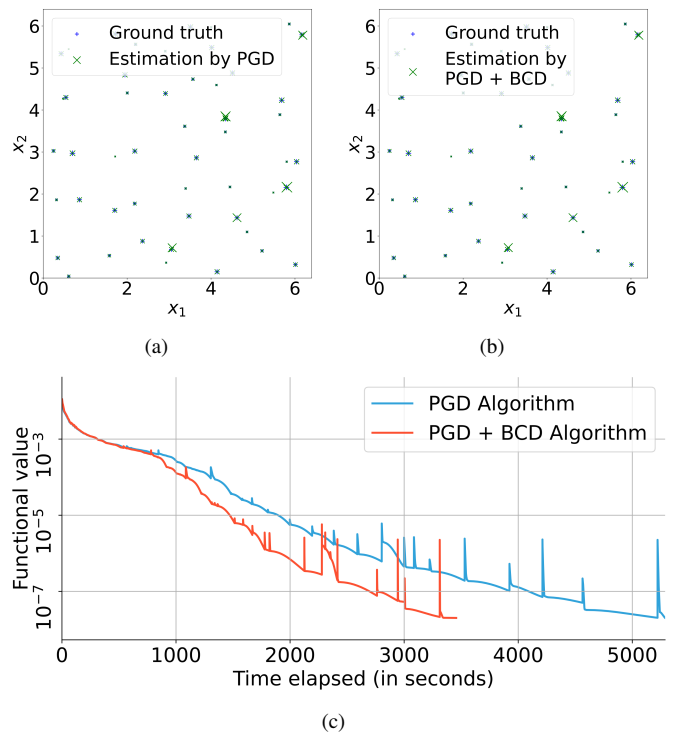 6
5
4
3
2
1
0
x₂
Ground truth
Estimation by PGD
0 2 4 6
x₁
(a)
6
5
4
3
2
1
0
x₂
Ground truth
Estimation by
PGD + BCD
0 2 4 6
x₁
(b)
Functional value
10⁻³
10⁻⁵
10⁻⁷
PGD Algorithm
PGD + BCD Algorithm
0 1000 2000 3000 4000 5000
Time elapsed (in seconds)
(c)